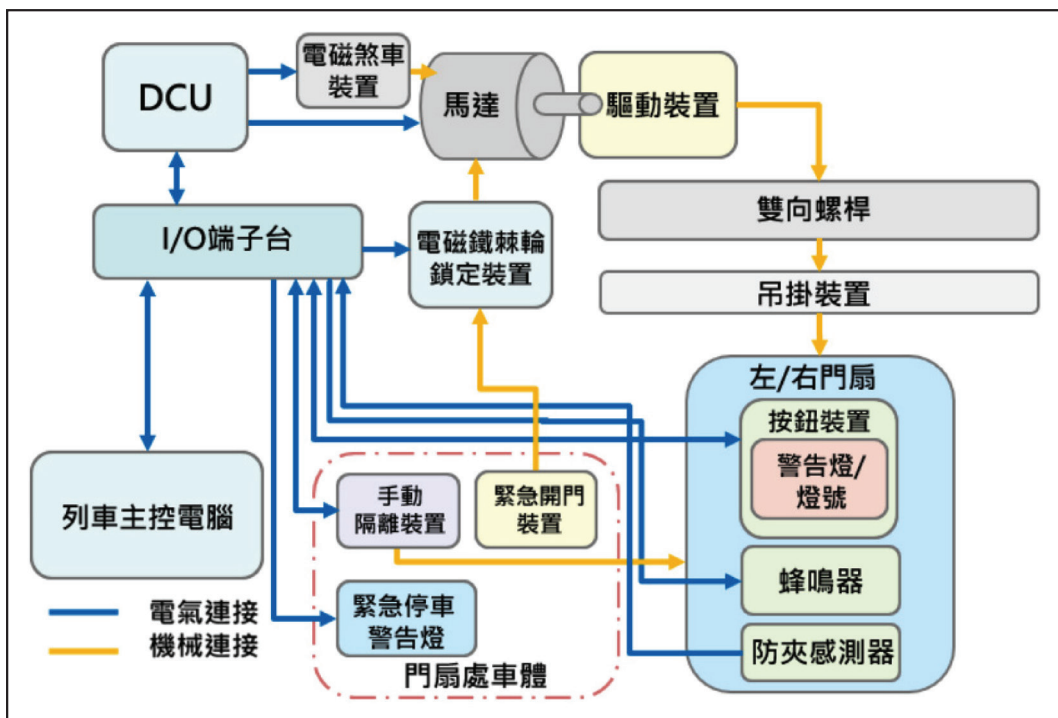 DCU
電磁煞車
裝置
馬達
驅動裝置
I/O端子台
電磁鐵棘輪
鎖定裝置
雙向螺桿
吊掛裝置
左/右門扇
按鈕裝置
警告燈/
燈號
蜂鳴器
防夾感測器
列車主控電腦
手動
隔離裝置
緊急開門
裝置
緊急停車
警告燈
門扇處車體
電氣連接
機械連接